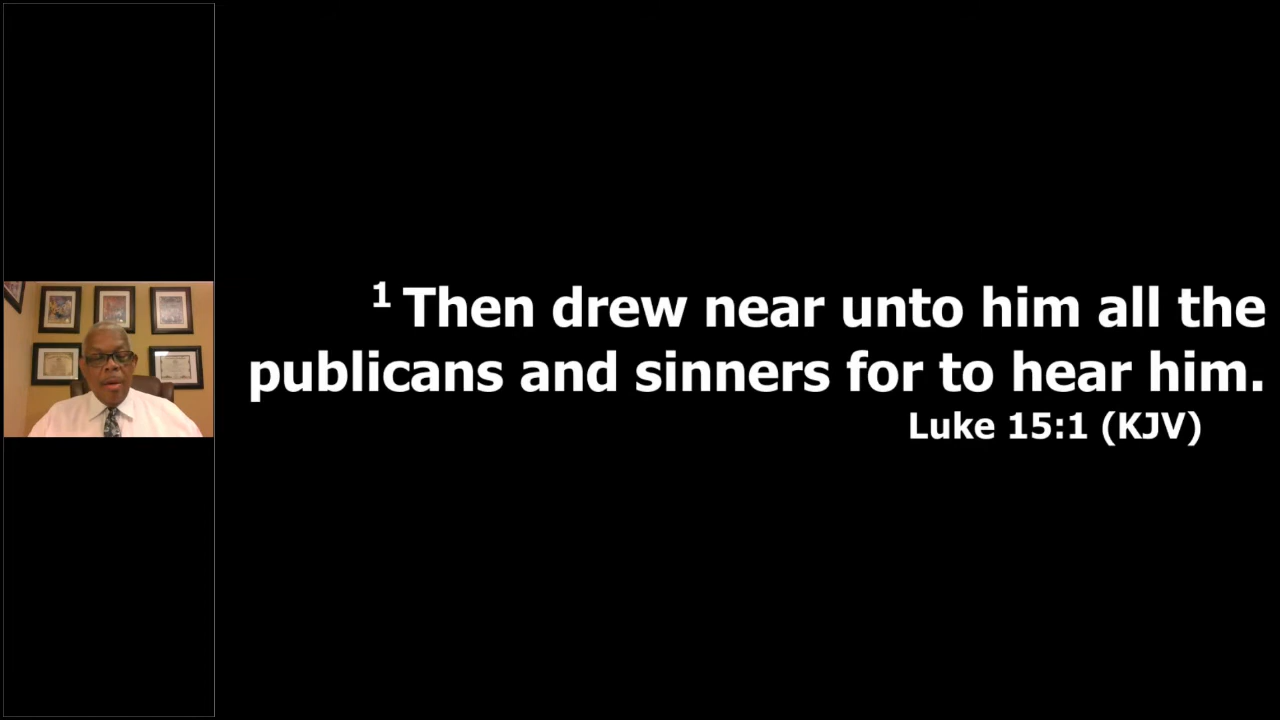 1 Then drew near unto him all the
publicans and sinners for to hear him.
Luke 15:1 (KJV)